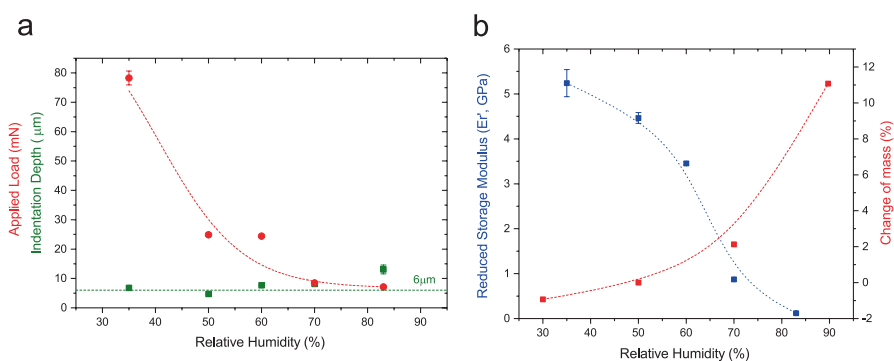 a
Applied Load (mN)
Indentation Depth ( μm)
80
70
60
50
40
30
20
10
0
6μm
30 40 50 60 70 80 90
Relative Humidity (%)
b
Reduced Storage Modulus (Er', GPa)
6
5
4
3
2
1
0
Change of mass (%)
12
10
8
6
4
2
0
-2
30 40 50 60 70 80 90
Relative Humidity (%)